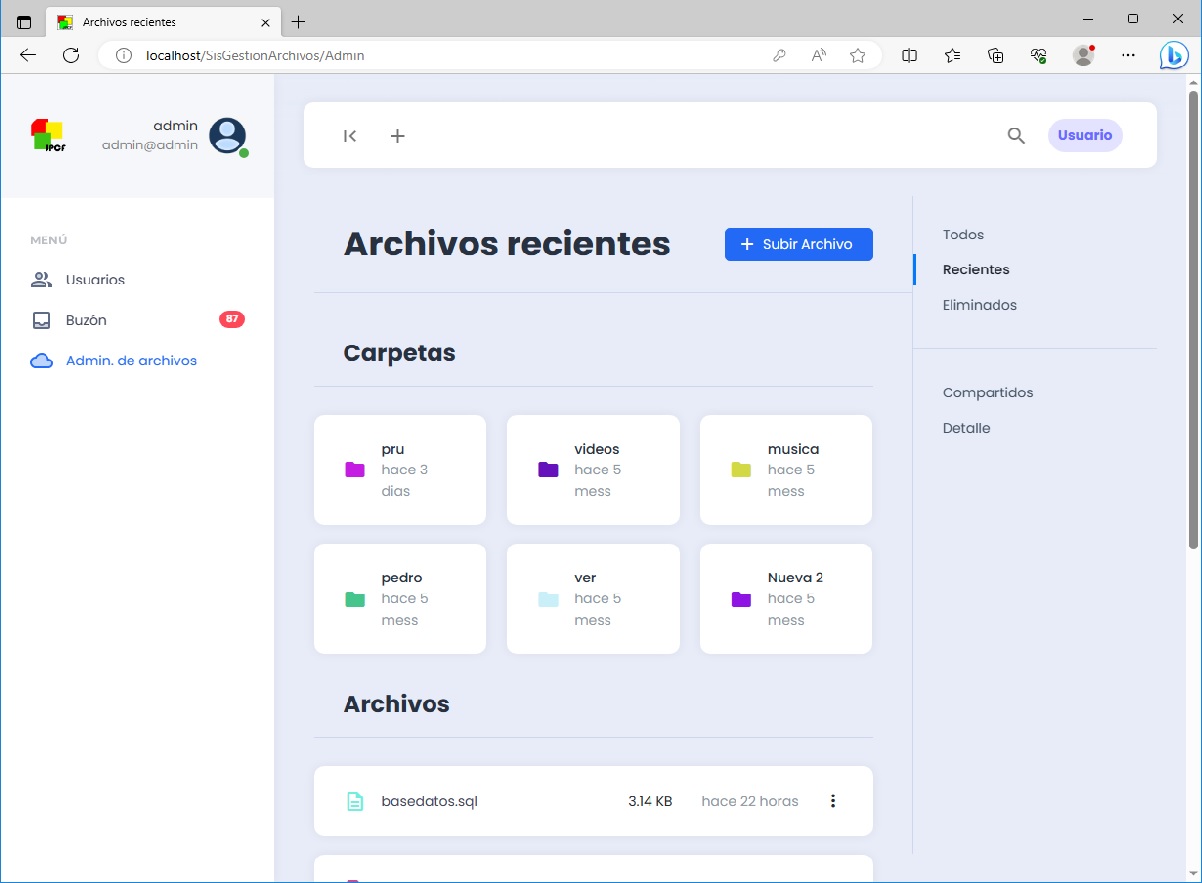 Archivos recientes
localhost/SisGestionArchivos/Admin
JPCF
admin
admin@admin
Usuario
MENÚ
Usuarios
Buzón 87
Admin. de archivos
Archivos recientes
+ Subir Archivo
Todos
Recientes
Eliminados
Compartidos
Detalle
Carpetas
pru
hace 3
dias
videos
hace 5
mess
musica
hace 5
mess
pedro
hace 5
mess
ver
hace 5
mess
Nueva 2
hace 5
mess
Archivos
basedatos.sql 3.14 KB hace 22 horas